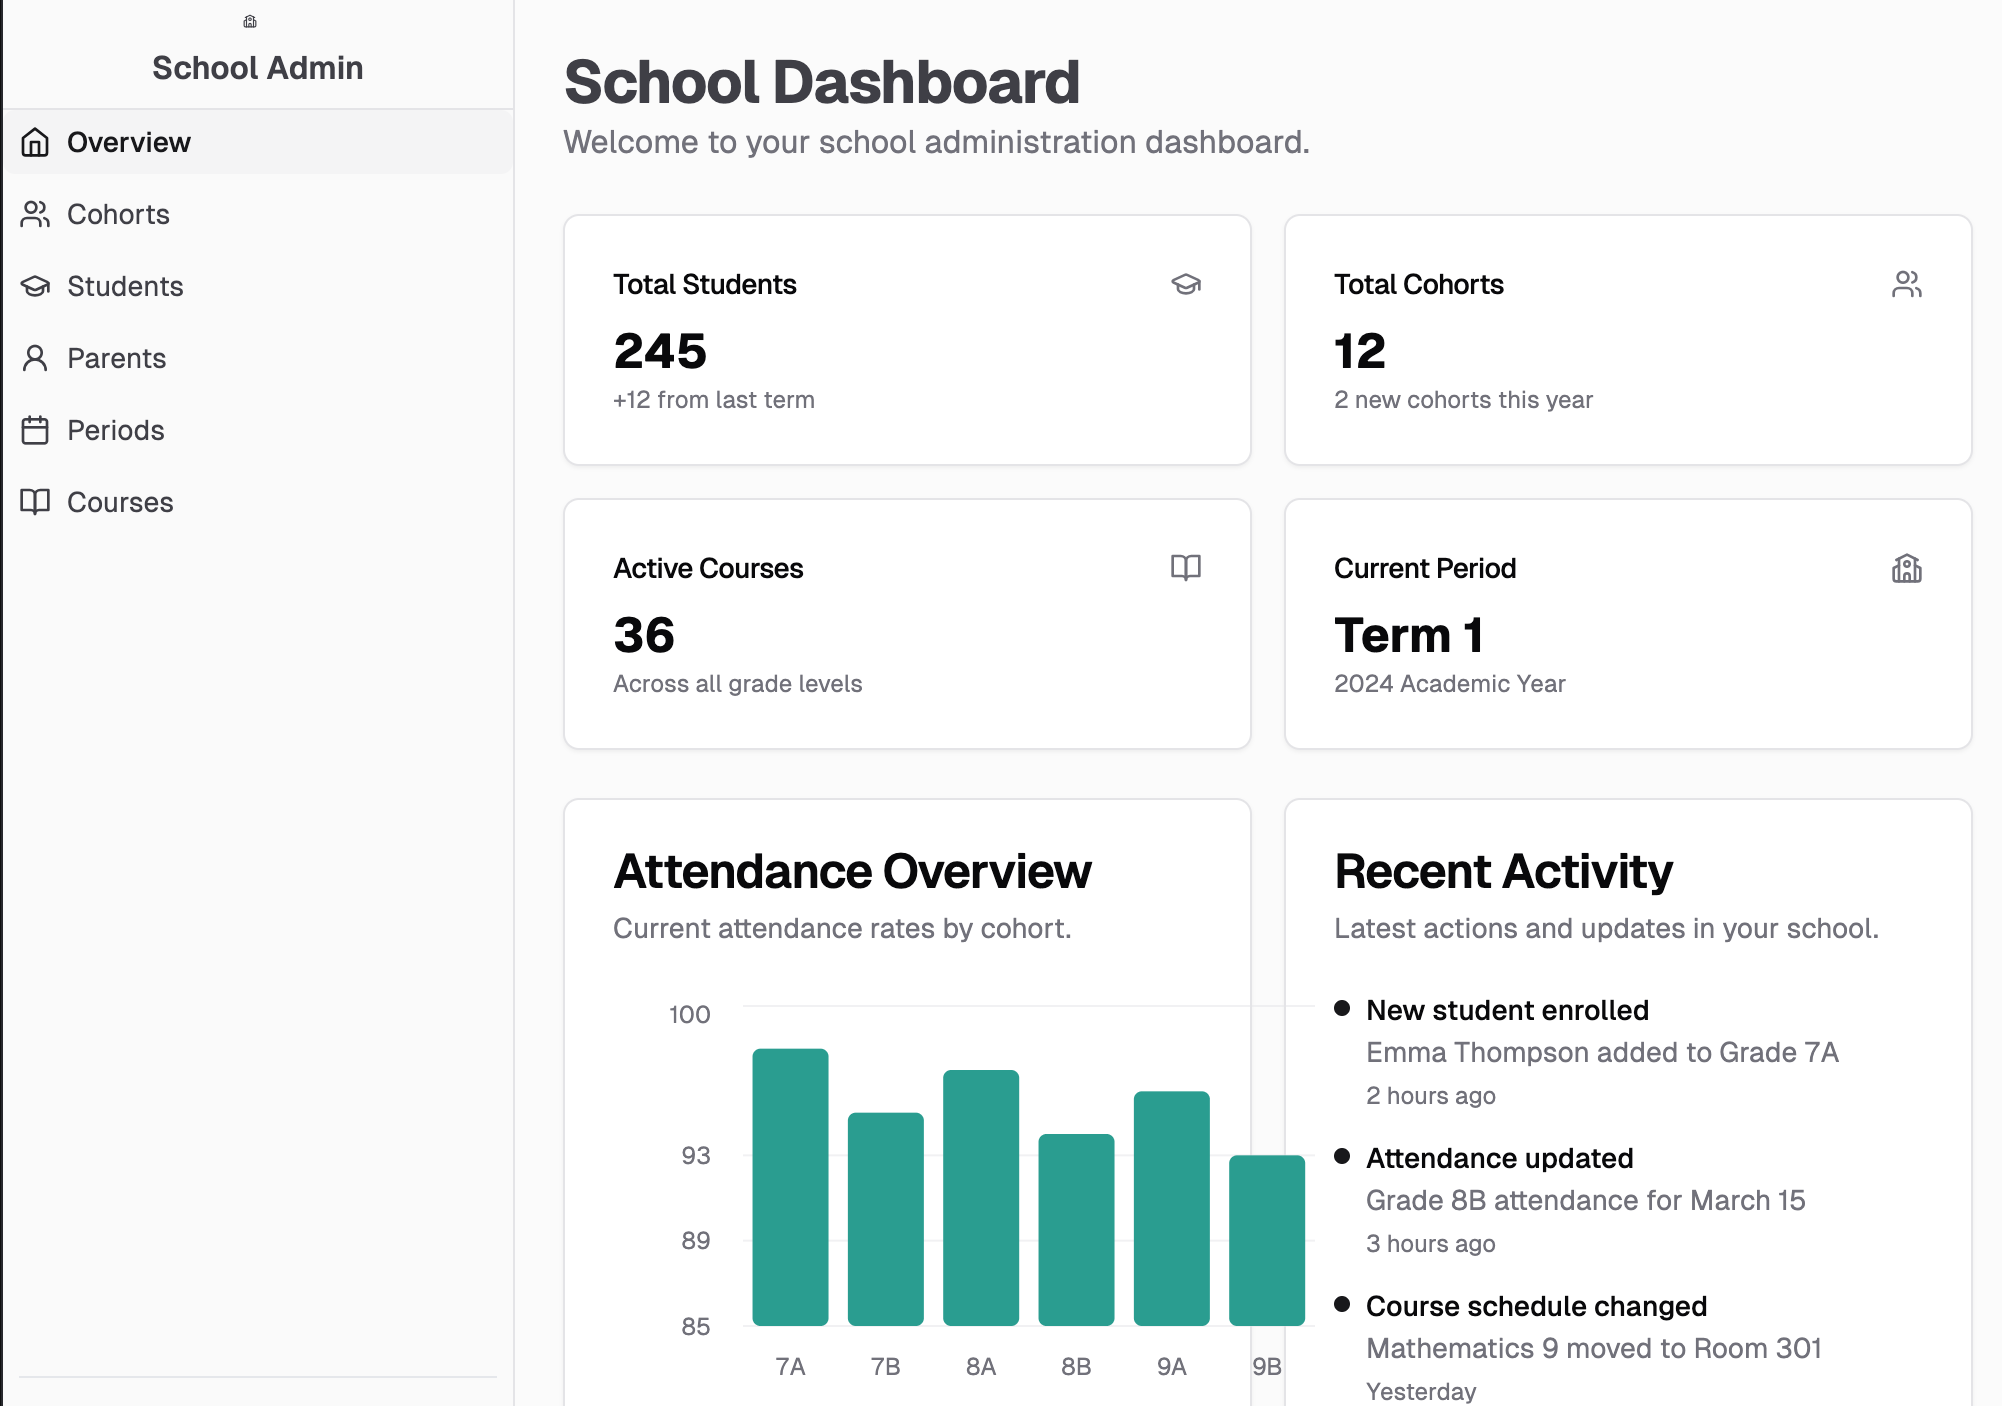 School Admin
Overview
Cohorts
Students
Parents
Periods
Courses
School Dashboard
Welcome to your school administration dashboard.
Total Students
245
+12 from last term
Total Cohorts
12
2 new cohorts this year
Active Courses
36
Across all grade levels
Current Period
Term 1
2024 Academic Year
Attendance Overview
Current attendance rates by cohort.
100
93
89
85
7A 7B 8A 8B 9A 9B
Recent Activity
Latest actions and updates in your school.
New student enrolled
Emma Thompson added to Grade 7A
2 hours ago
Attendance updated
Grade 8B attendance for March 15
3 hours ago
Course schedule changed
Mathematics 9 moved to Room 301
Yesterday